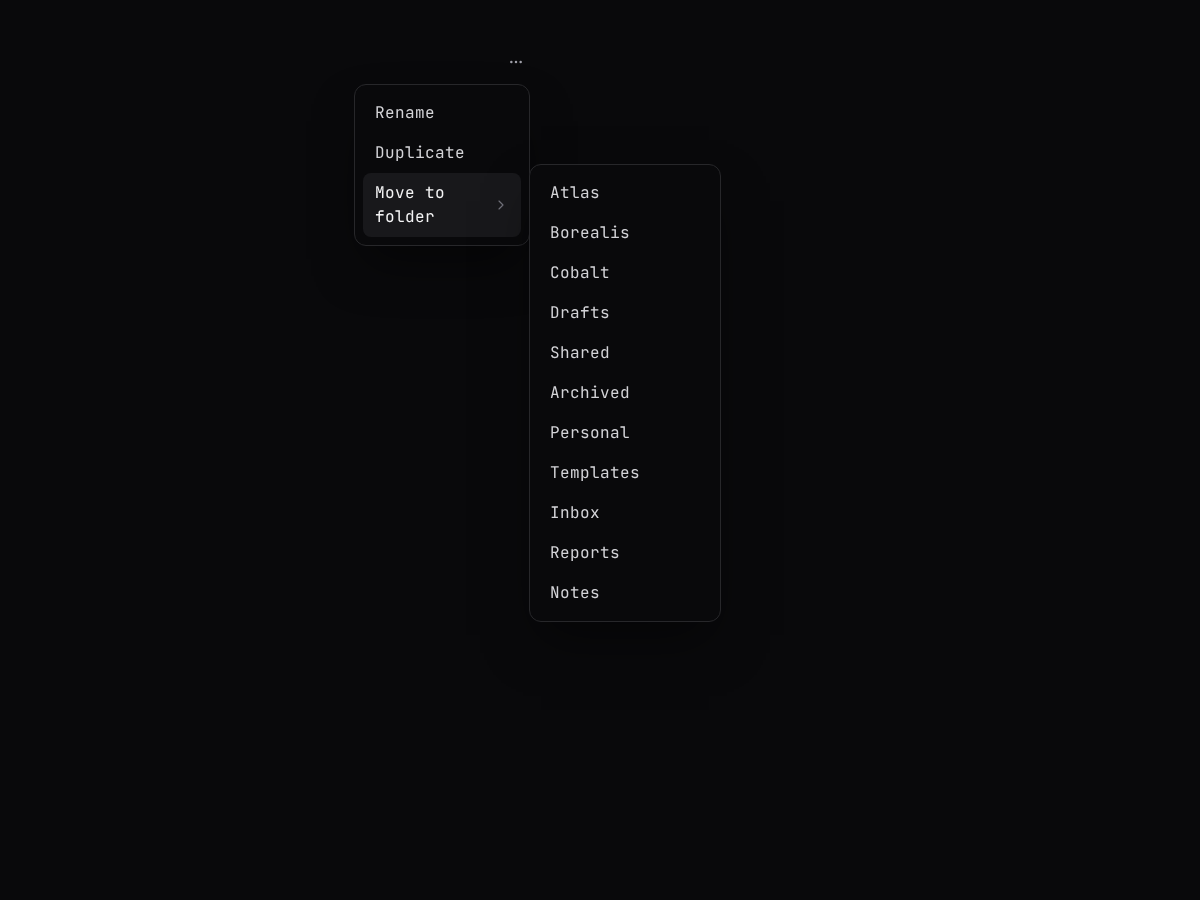 Rename
Duplicate
Move to
folder
Atlas
Borealis
Cobalt
Drafts
Shared
Archived
Personal
Templates
Inbox
Reports
Notes